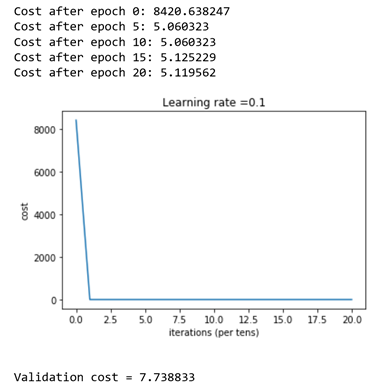 Cost after epoch 0: 8420.638247
Cost after epoch 5: 5.060323
Cost after epoch 10: 5.060323
Cost after epoch 15: 5.125229
Cost after epoch 20: 5.119562
Learning rate =0.1
8000
6000
4000
2000
0
cost
0.0 2.5 5.0 7.5 10.0 12.5 15.0 17.5 20.0
iterations (per tens)
Validation cost = 7.738833